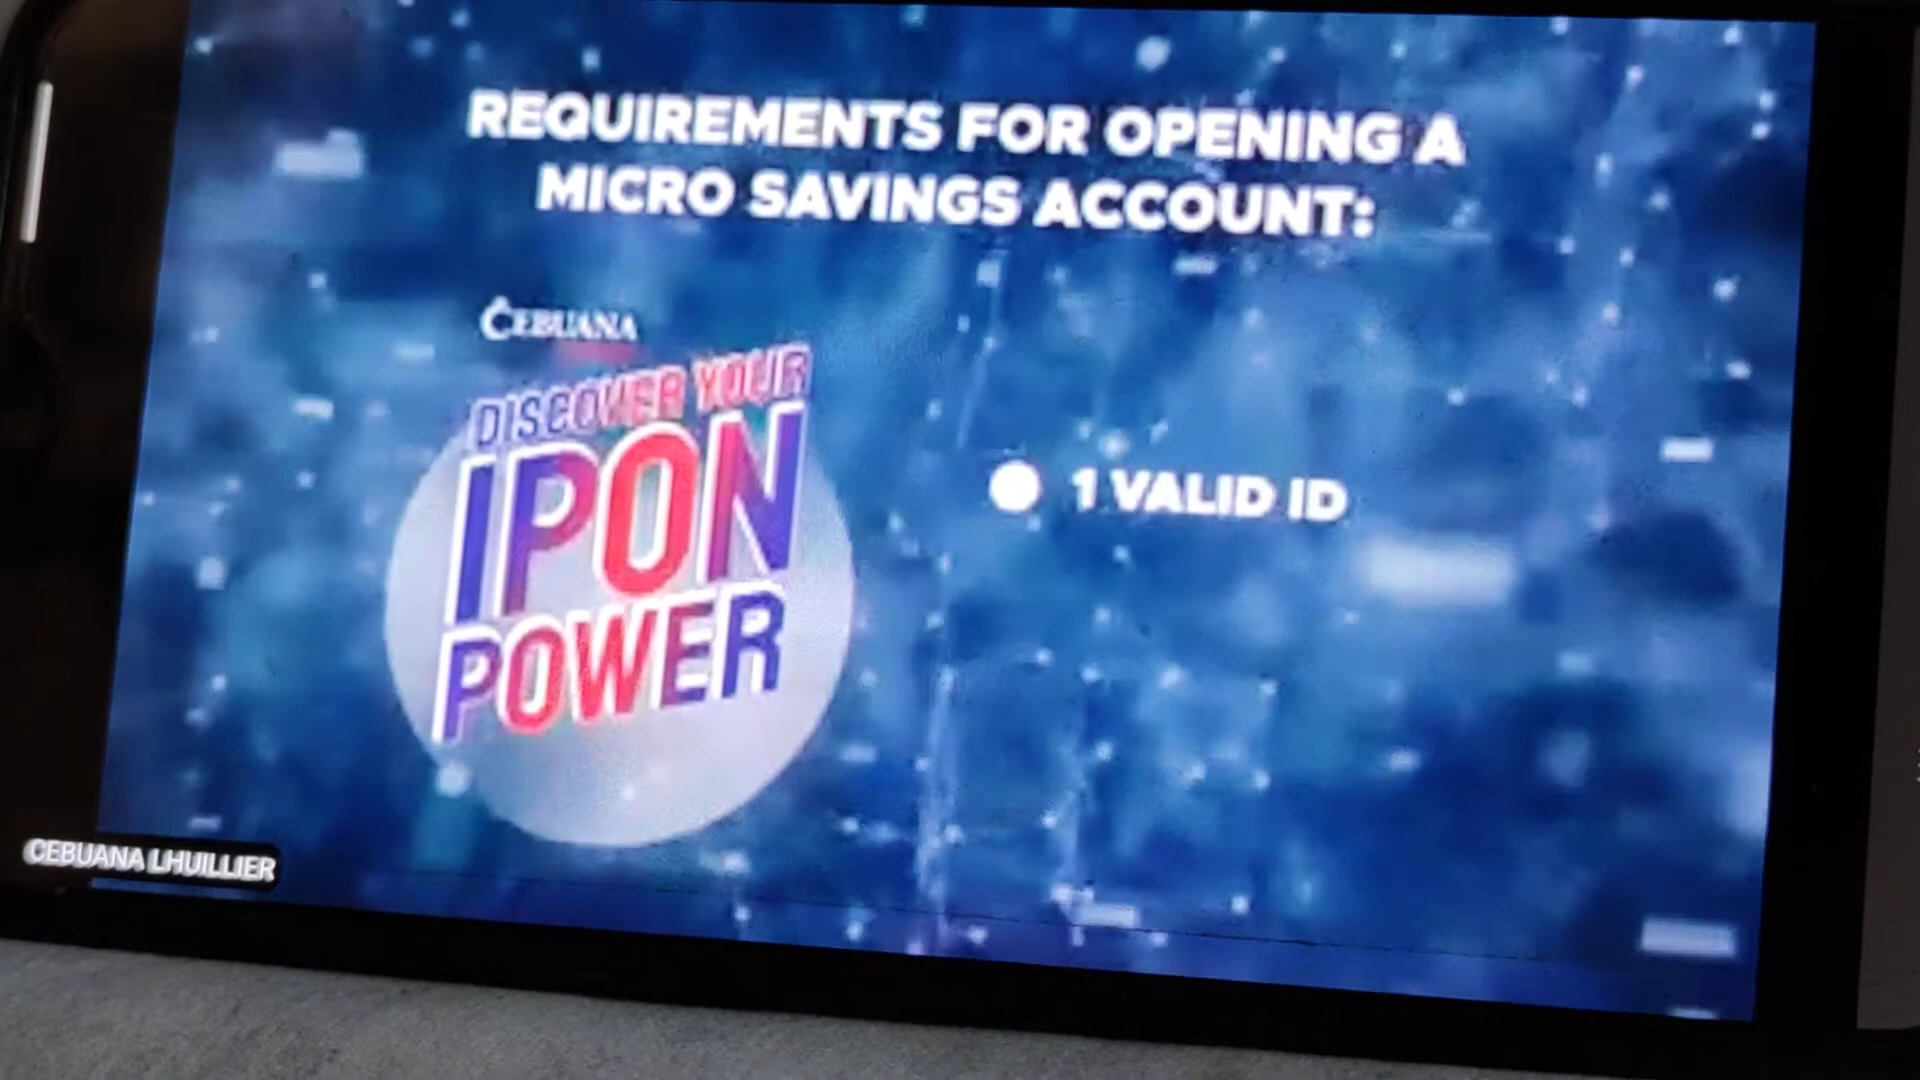 REQUIREMENTS FOR OPENING A
MICRO SAVINGS ACCOUNT:
CEBUANA
DISCOVER YOUR
IPON
POWER
1 VALID ID
CEBUANA LHUILLIER